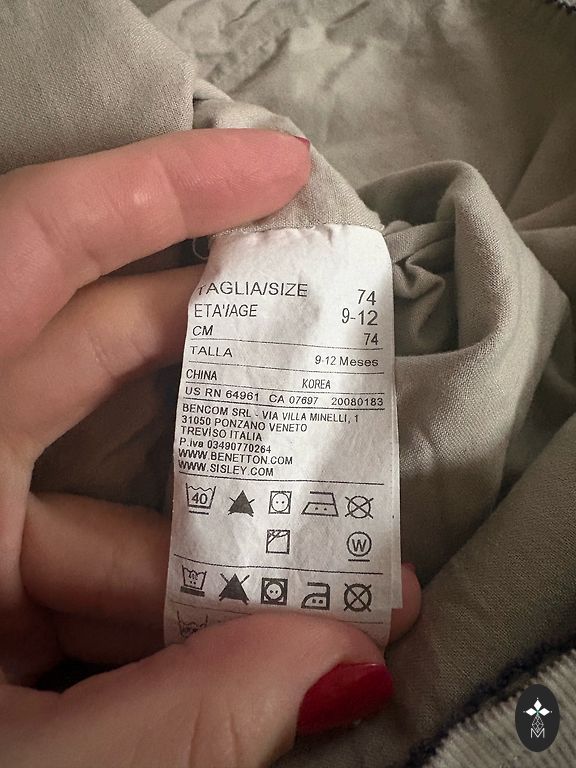 TAGLIA/SIZE 74
ETA'/AGE 9-12
CM 74
TALLA 9-12 Meses
CHINA KOREA
US RN 64961 CA 07697 20080183
BENCOM SRL - VIA VILLA MINELLI, 1
31050 PONZANO VENETO
TREVISO ITALIA
P.iva 03490770264
WWW.BENETTON.COM
WWW.SISLEY.COM
40
W
40
M